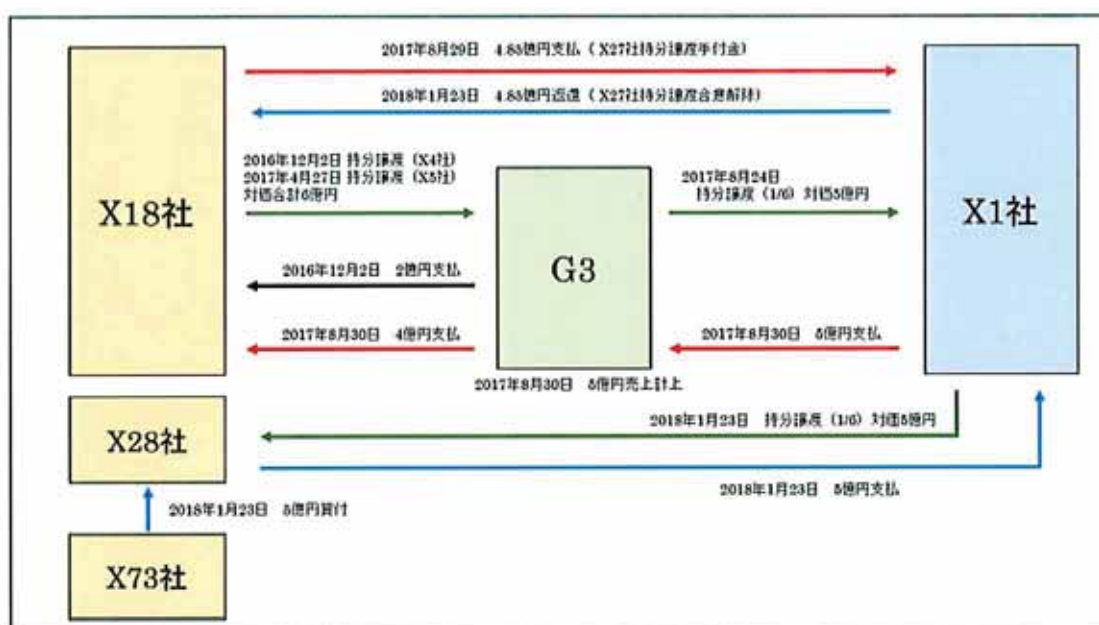 2017年8月29日 4.85億円支払（X27社持分譲渡手付金）
2018年1月23日 4.85億円返還（X27社持分譲渡合意解除）
2016年12月2日 持分譲渡（X4社）
2017年4月27日 持分譲渡（X5社）
対価合計6億円
2017年8月24日
持分譲渡（1/6）対価5億円
X18社
G3
X1社
2016年12月2日 2億円支払
2017年8月30日 4億円支払
2017年8月30日 5億円支払
2017年8月30日 5億円売上計上
2018年1月23日 持分譲渡（1/6）対価5億円
X28社
2018年1月23日 5億円支払
2018年1月23日 5億円貸付
X73社